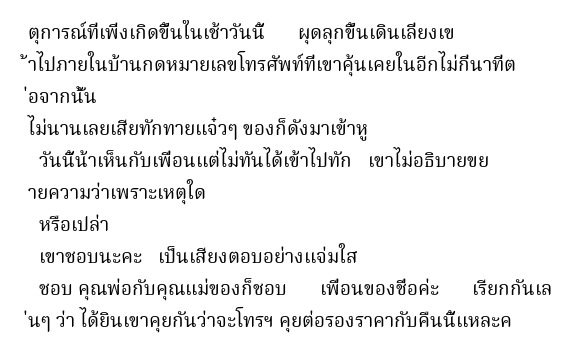 ตุการณ์ที่เพิ่งเกิดขึ้นในเช้าวันนี้ ผุดลุกขึ้นเดินเลี่ยงเข
้าไปภายในบ้านกดหมายเลขโทรศัพท์ที่เขาคุ้นเคยในอีกไม่กี่นาทีต
่อจากนั้น
ไม่นานเลยเสียทักทายแจ๋วๆ ของก็ดังมาเข้าหู
วันนี้น้าเห็นกับเพื่อนแต่ไม่ทันได้เข้าไปทัก เขาไม่อธิบายขย
ายความว่าเพราะเหตุใด
หรือเปล่า
เขาชอบนะคะ เป็นเสียงตอบอย่างแจ่มใส
ชอบ คุณพ่อกับคุณแม่ของก็ชอบ เพื่อนของชื่อค่ะ เรียกกันเล
่นๆ ว่า ได้ยินเขาคุยกันว่าจะโทรฯ คุยต่อรองราคากับคืนนี้แหละค